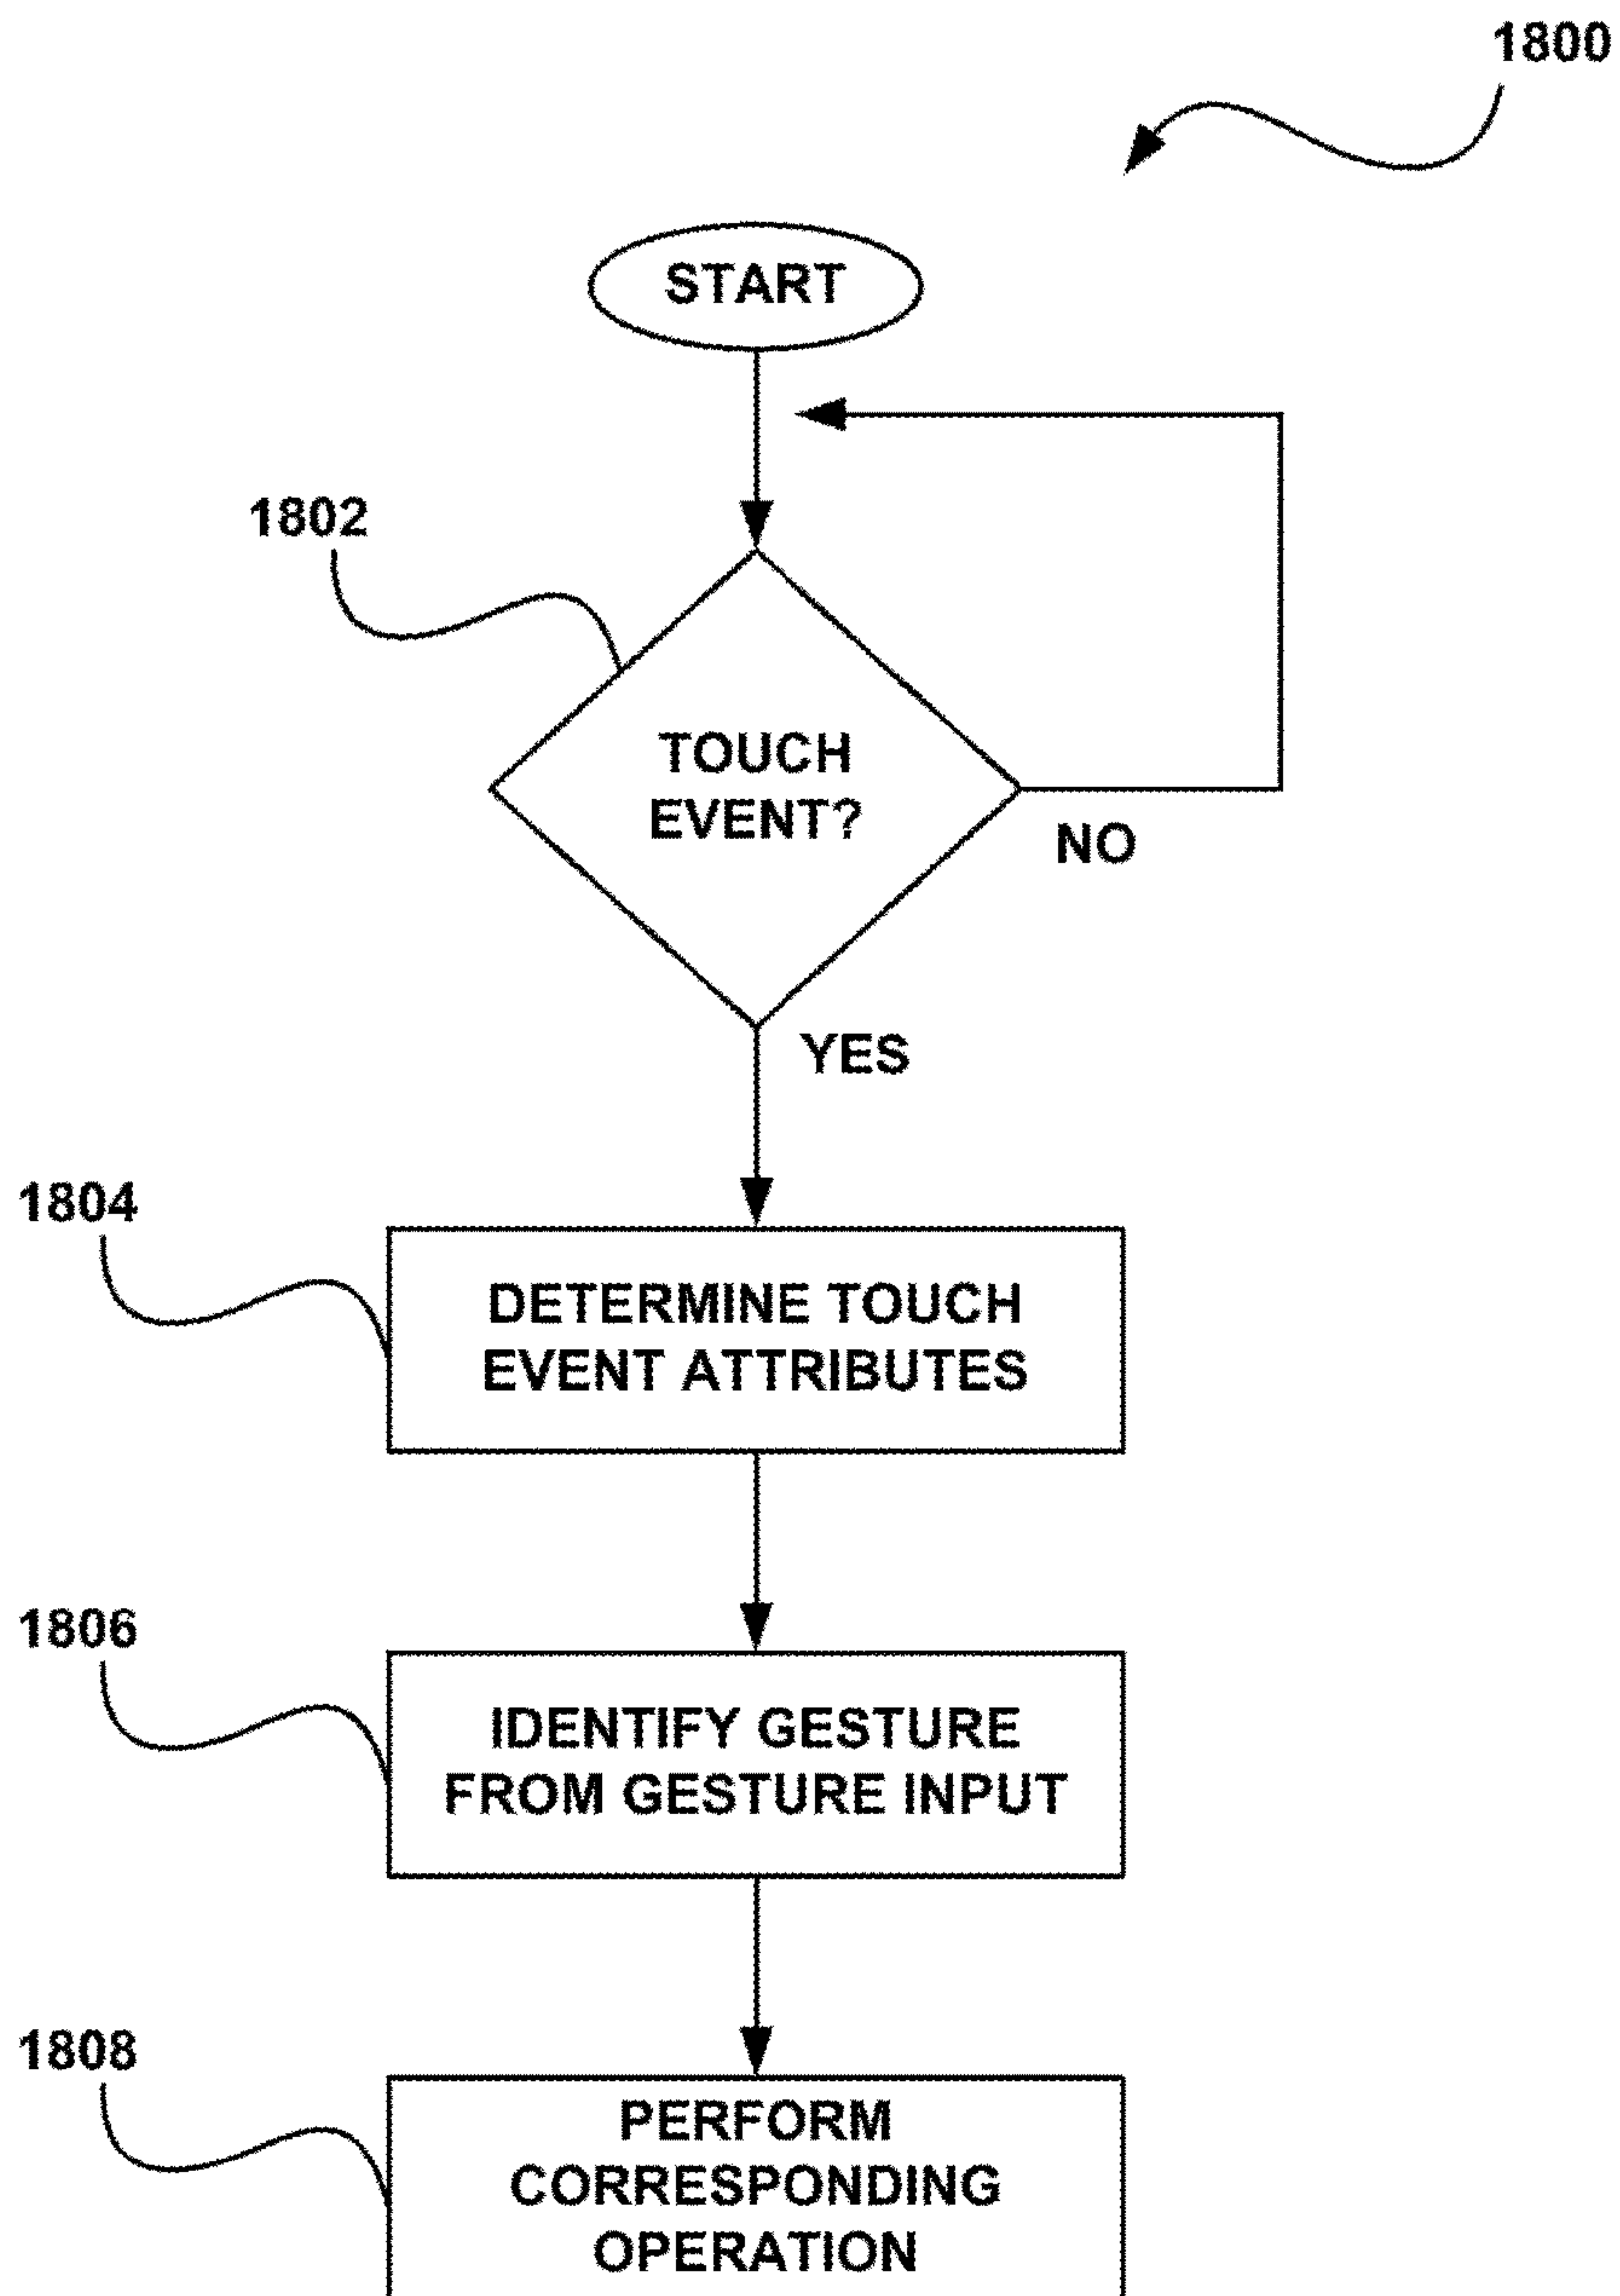 1800
START
1802
TOUCH
EVENT?
NO
YES
1804
DETERMINE TOUCH
EVENT ATTRIBUTES
1806
IDENTIFY GESTURE
FROM GESTURE INPUT
1808
PERFORM
CORRESPONDING
OPERATION